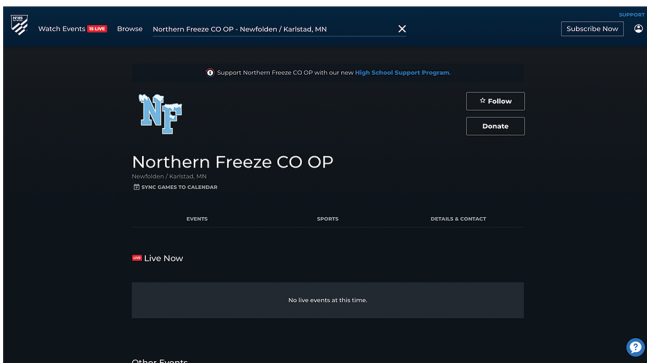 SUPPORT
Watch Events 15 LIVE Browse Northern Freeze CO OP - Newfolden / Karlstad, MN Subscribe Now
Support Northern Freeze CO OP with our new High School Support Program.
NF
Follow
Donate
Northern Freeze CO OP
Newfolden / Karlstad, MN
SYNC GAMES TO CALENDAR
EVENTS SPORTS DETAILS & CONTACT
LIVE Live Now
No live events at this time.
Other Events